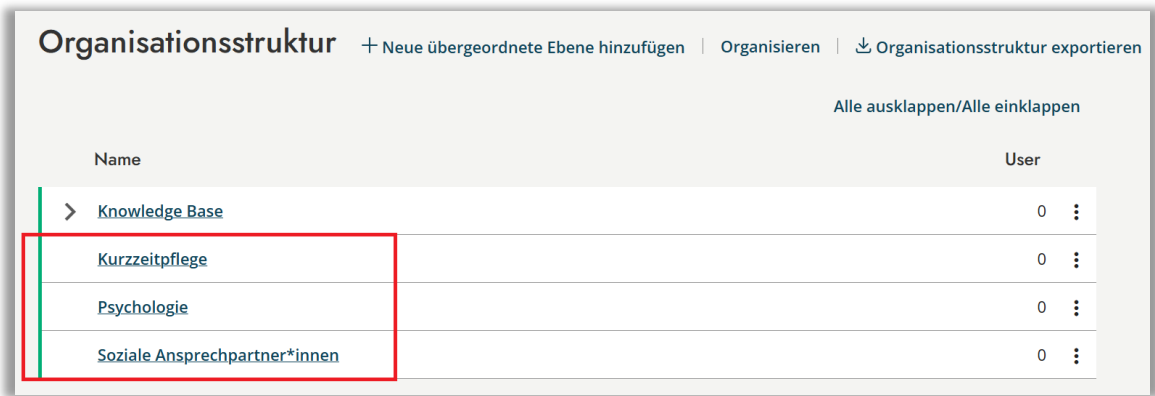 Organisationsstruktur + Neue übergeordnete Ebene hinzufügen | Organisieren | Organisationsstruktur exportieren
Alle ausklappen/Alle einklappen
Name User
Knowledge Base 0
Kurzzeitpflege 0
Psychologie 0
Soziale Ansprechpartner*innen 0